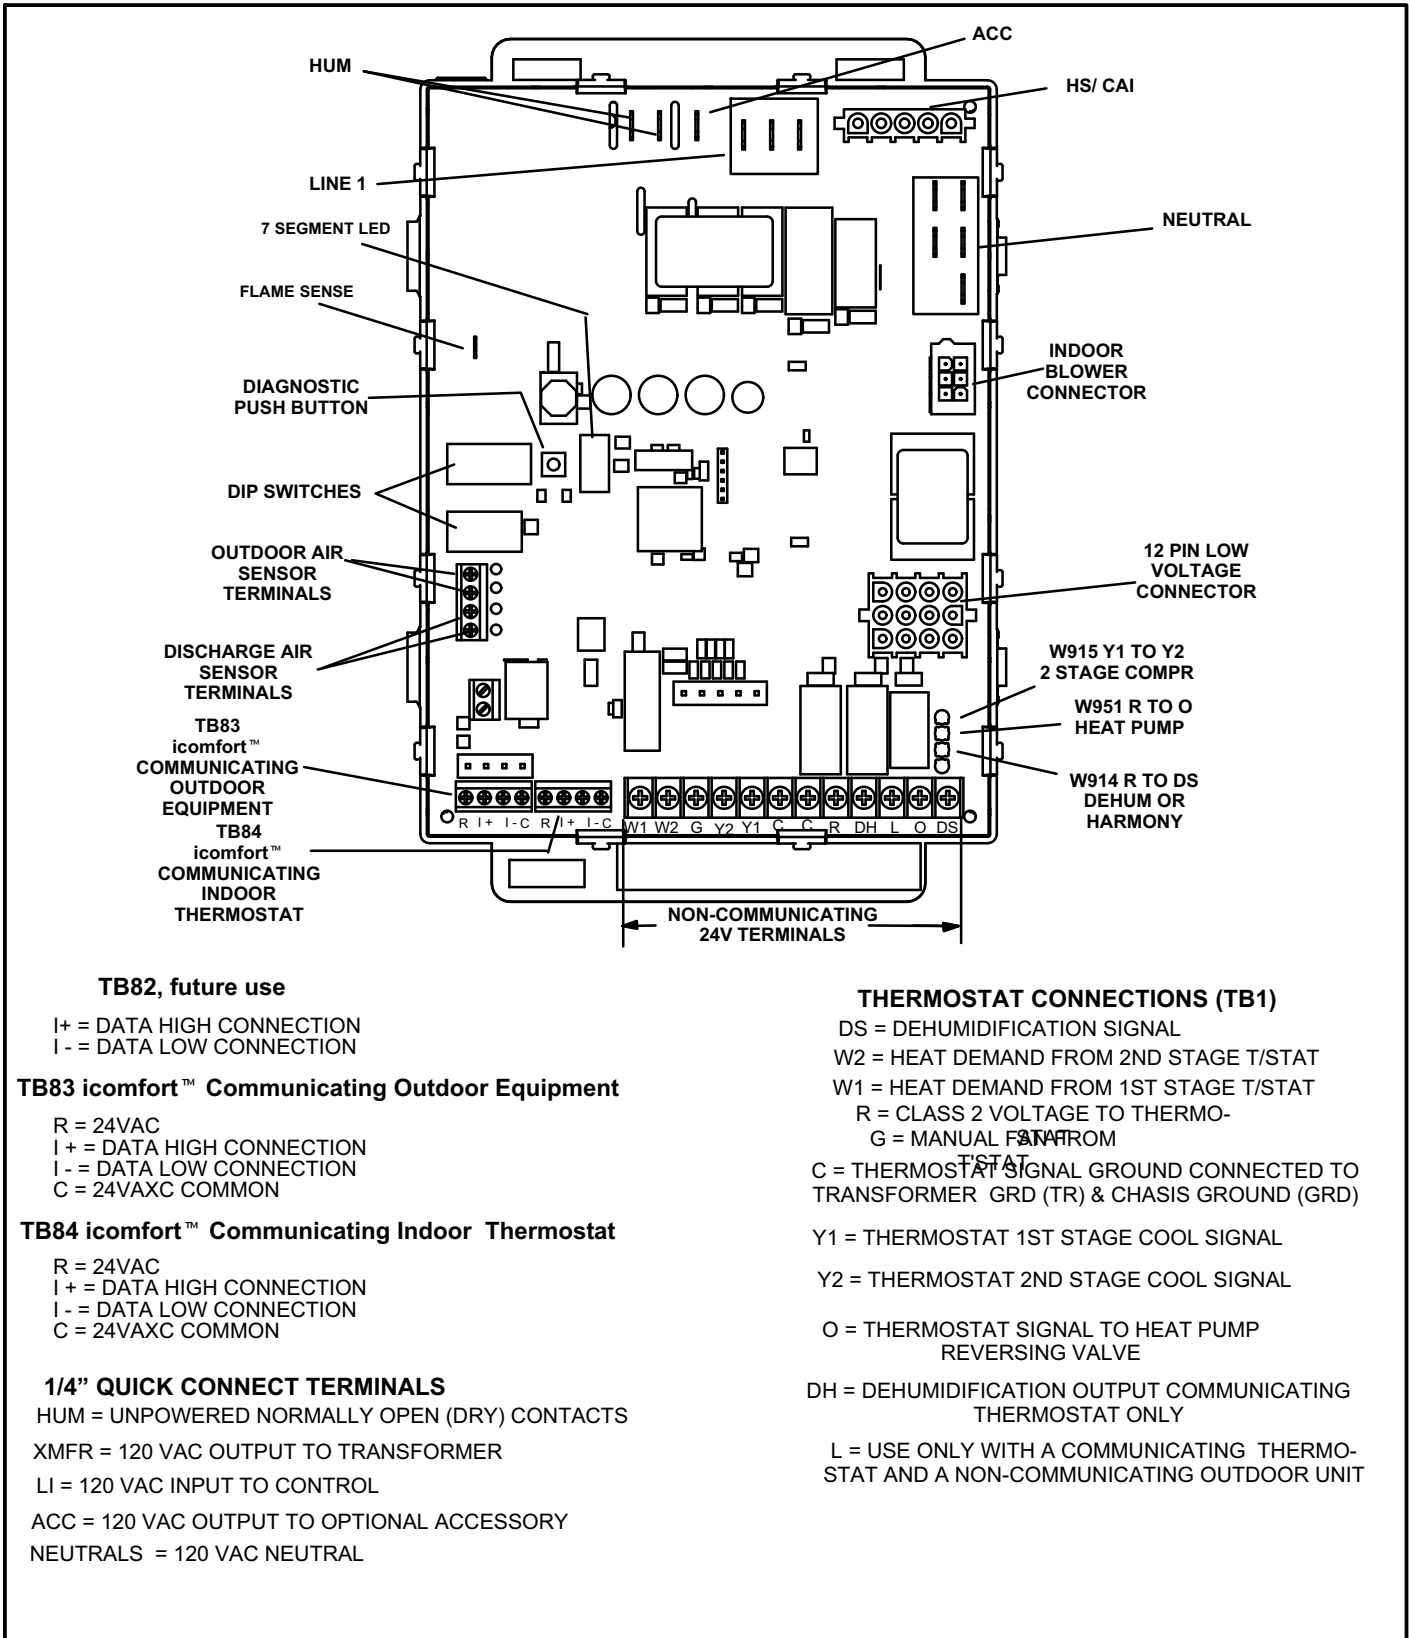 ACC
HUM
HS/ CAI
LINE 1
7 SEGMENT LED
NEUTRAL
FLAME SENSE
INDOOR
BLOWER
CONNECTOR
DIAGNOSTIC
PUSH BUTTON
DIP SWITCHES
OUTDOOR AIR
SENSOR
TERMINALS
12 PIN LOW
VOLTAGE
CONNECTOR
DISCHARGE AIR
SENSOR
TERMINALS
W915 Y1 TO Y2
2 STAGE COMPR
W951 R TO O
HEAT PUMP
W914 R TO DS
DEHUM OR
HARMONY
TB83
icomfort™
COMMUNICATING
OUTDOOR
EQUIPMENT
TB84
icomfort™
COMMUNICATING
INDOOR
THERMOSTAT
R I+ I-C R I+ I-C W1 W2 G Y2 Y1 C C R DH L O DS
NON-COMMUNICATING
24V TERMINALS
TB82, future use
I+ = DATA HIGH CONNECTION
I - = DATA LOW CONNECTION
TB83 icomfort™ Communicating Outdoor Equipment
R = 24VAC
I + = DATA HIGH CONNECTION
I - = DATA LOW CONNECTION
C = 24VAXC COMMON
TB84 icomfort™ Communicating Indoor Thermostat
R = 24VAC
I + = DATA HIGH CONNECTION
I - = DATA LOW CONNECTION
C = 24VAXC COMMON
1/4” QUICK CONNECT TERMINALS
HUM = UNPOWERED NORMALLY OPEN (DRY) CONTACTS
XMFR = 120 VAC OUTPUT TO TRANSFORMER
LI = 120 VAC INPUT TO CONTROL
ACC = 120 VAC OUTPUT TO OPTIONAL ACCESSORY
NEUTRALS = 120 VAC NEUTRAL
THERMOSTAT CONNECTIONS (TB1)
DS = DEHUMIDIFICATION SIGNAL
W2 = HEAT DEMAND FROM 2ND STAGE T/STAT
W1 = HEAT DEMAND FROM 1ST STAGE T/STAT
R = CLASS 2 VOLTAGE TO THERMO-
STAT
G = MANUAL FAN FROM
T'STAT
C = THERMOSTAT SIGNAL GROUND CONNECTED TO
TRANSFORMER GRD (TR) & CHASIS GROUND (GRD)
Y1 = THERMOSTAT 1ST STAGE COOL SIGNAL
Y2 = THERMOSTAT 2ND STAGE COOL SIGNAL
O = THERMOSTAT SIGNAL TO HEAT PUMP
REVERSING VALVE
DH = DEHUMIDIFICATION OUTPUT COMMUNICATING
THERMOSTAT ONLY
L = USE ONLY WITH A COMMUNICATING THERMO-
STAT AND A NON-COMMUNICATING OUTDOOR UNIT